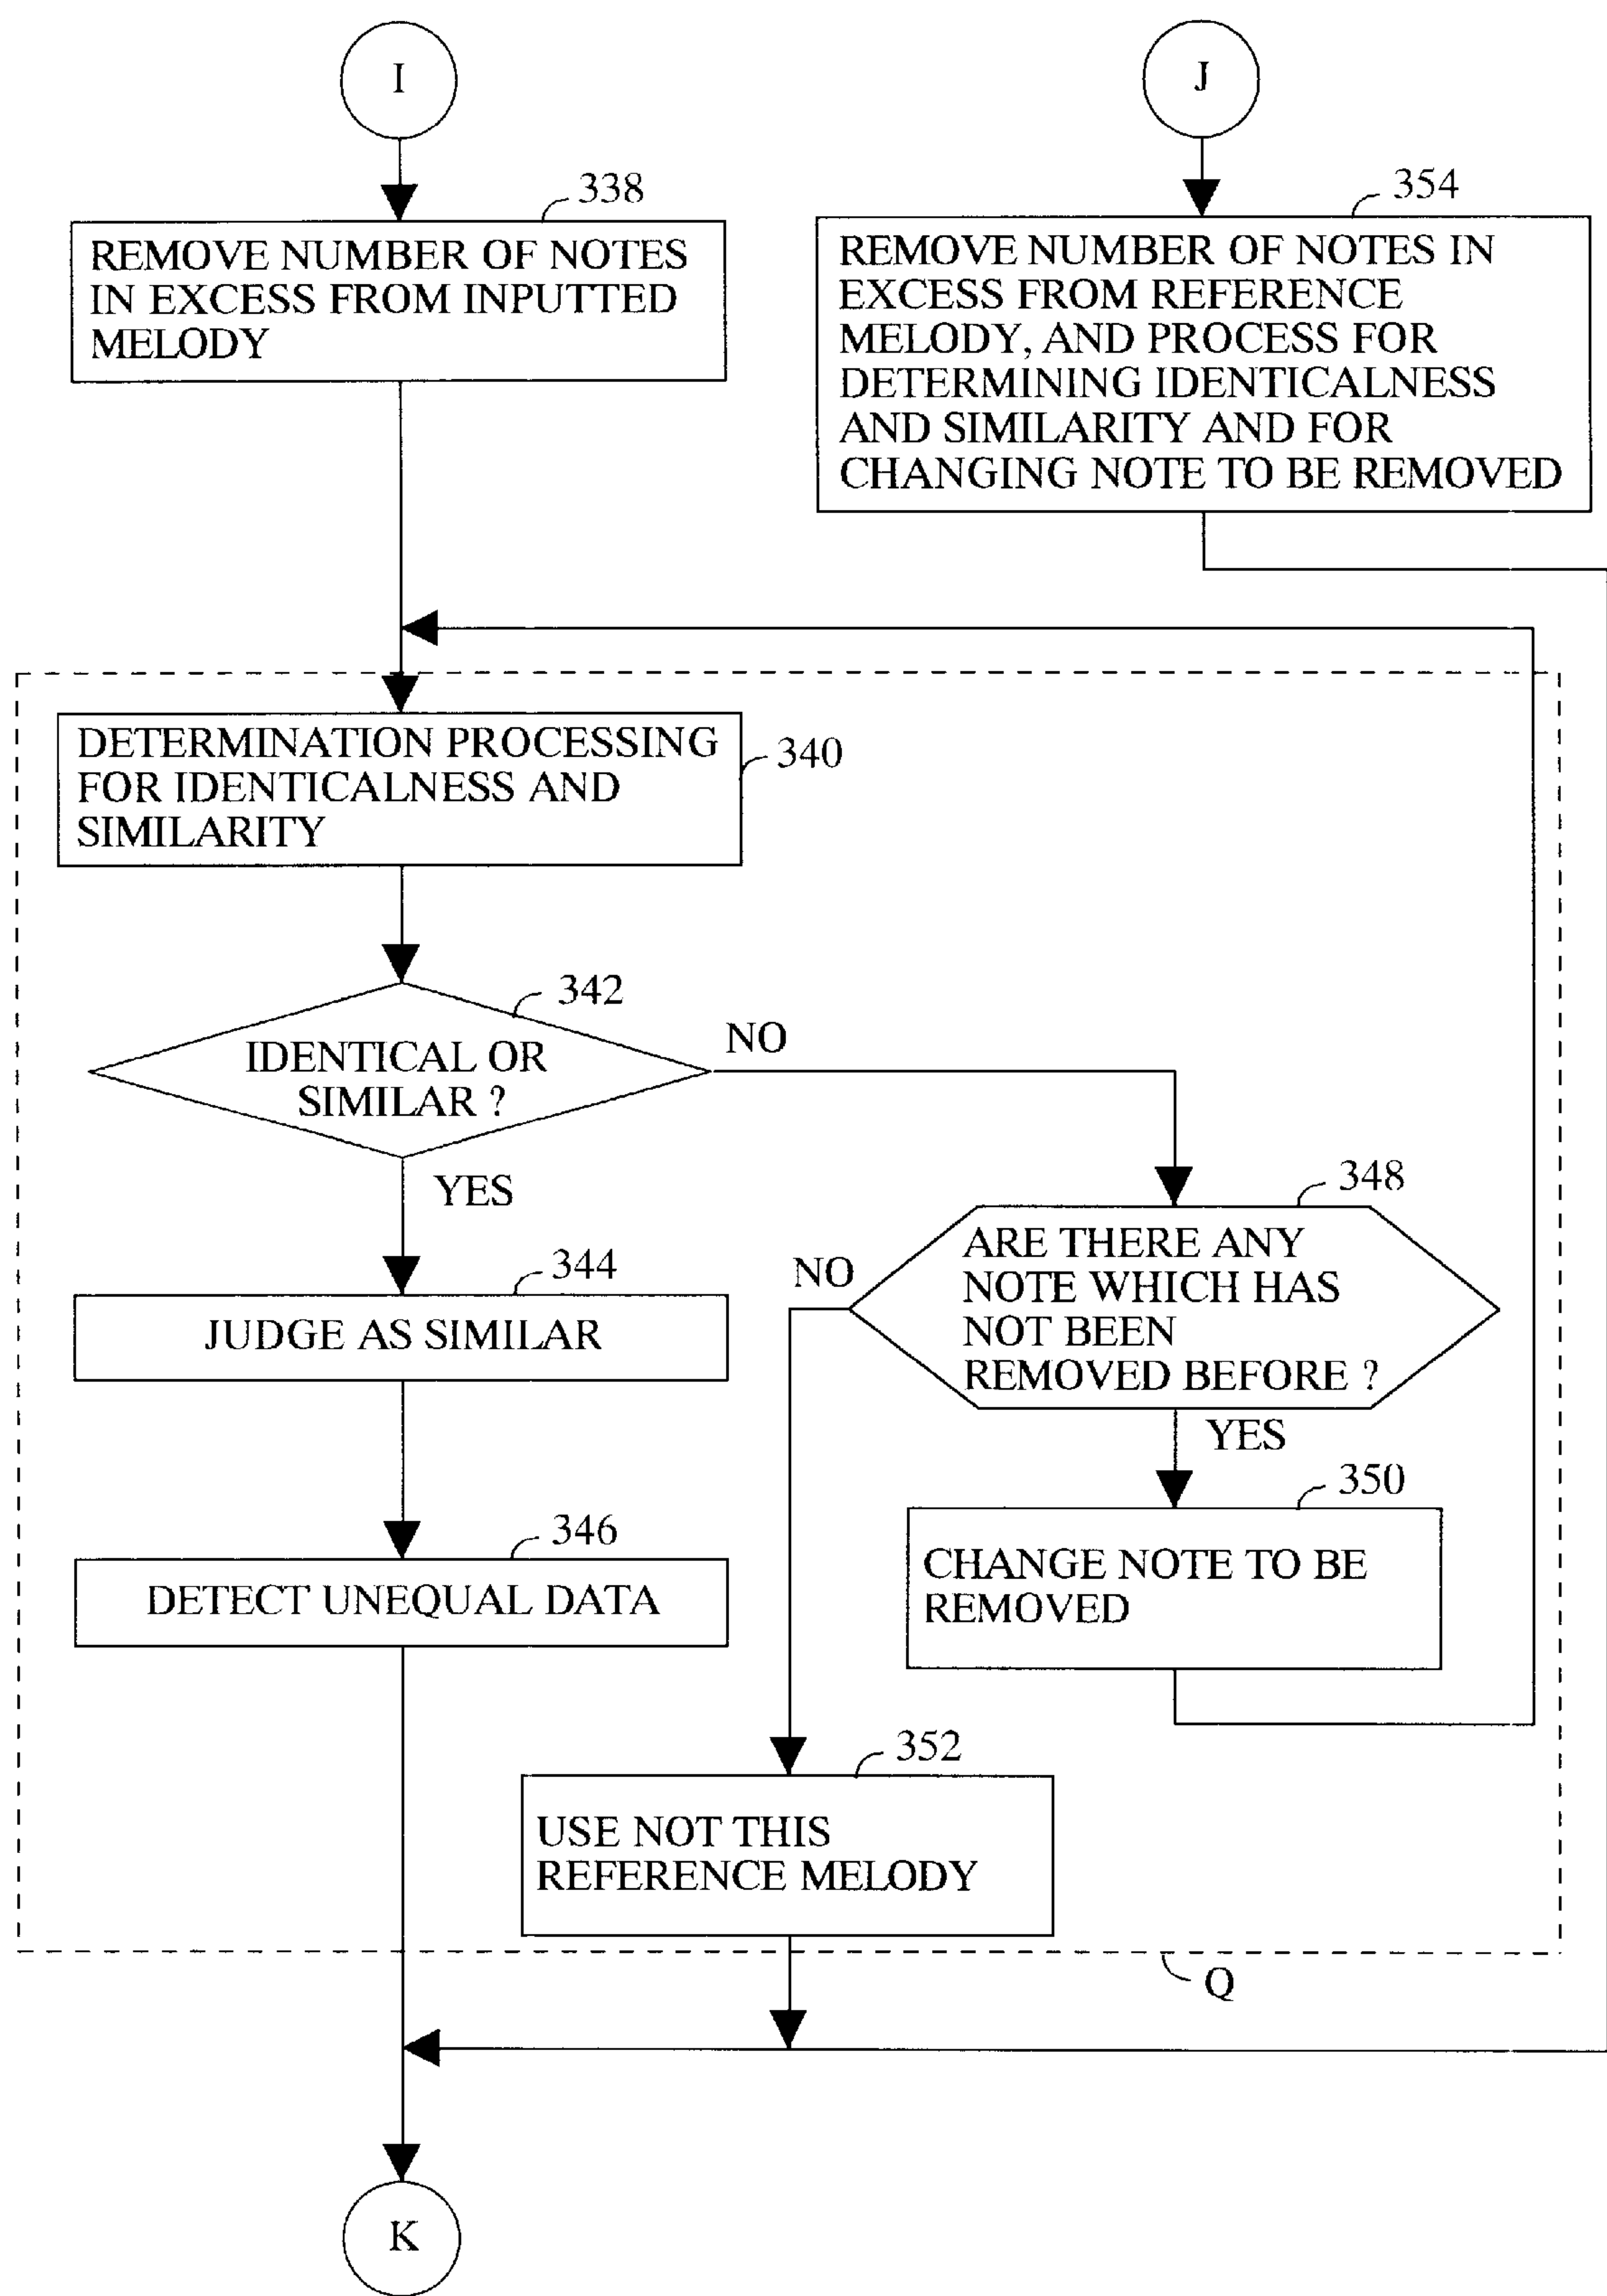 I
J
338
REMOVE NUMBER OF NOTES
IN EXCESS FROM INPUTTED
MELODY
354
REMOVE NUMBER OF NOTES IN
EXCESS FROM REFERENCE
MELODY, AND PROCESS FOR
DETERMINING IDENTICALNESS
AND SIMILARITY AND FOR
CHANGING NOTE TO BE REMOVED
DETERMINATION PROCESSING
FOR IDENTICALNESS AND
SIMILARITY
340
342
IDENTICAL OR
SIMILAR ?
NO
YES
348
ARE THERE ANY
NOTE WHICH HAS
NOT BEEN
REMOVED BEFORE ?
NO
YES
344
JUDGE AS SIMILAR
350
CHANGE NOTE TO BE
REMOVED
346
DETECT UNEQUAL DATA
352
USE NOT THIS
REFERENCE MELODY
Q
K